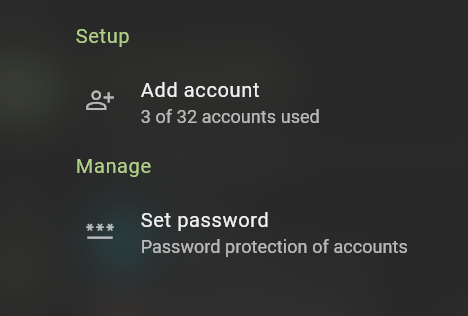 Setup
Add account
3 of 32 accounts used
Manage
Set password
Password protection of accounts